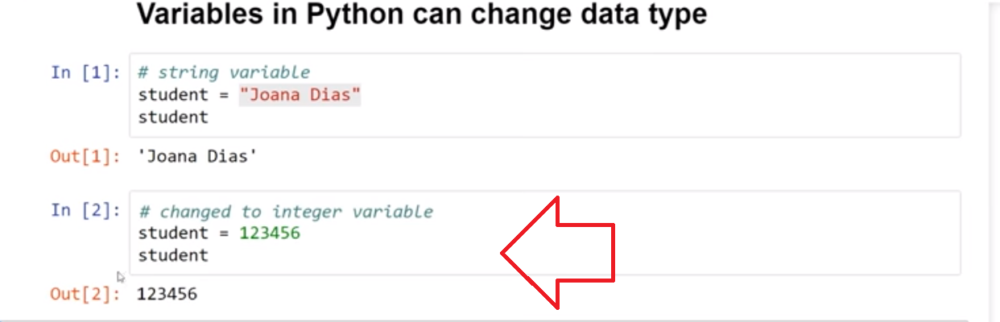 Variables in Python can change data type
In [1]: # string variable
student = "Joana Dias"
student
Out[1]: 'Joana Dias'
In [2]: # changed to integer variable
student = 123456
student
Out[2]: 123456